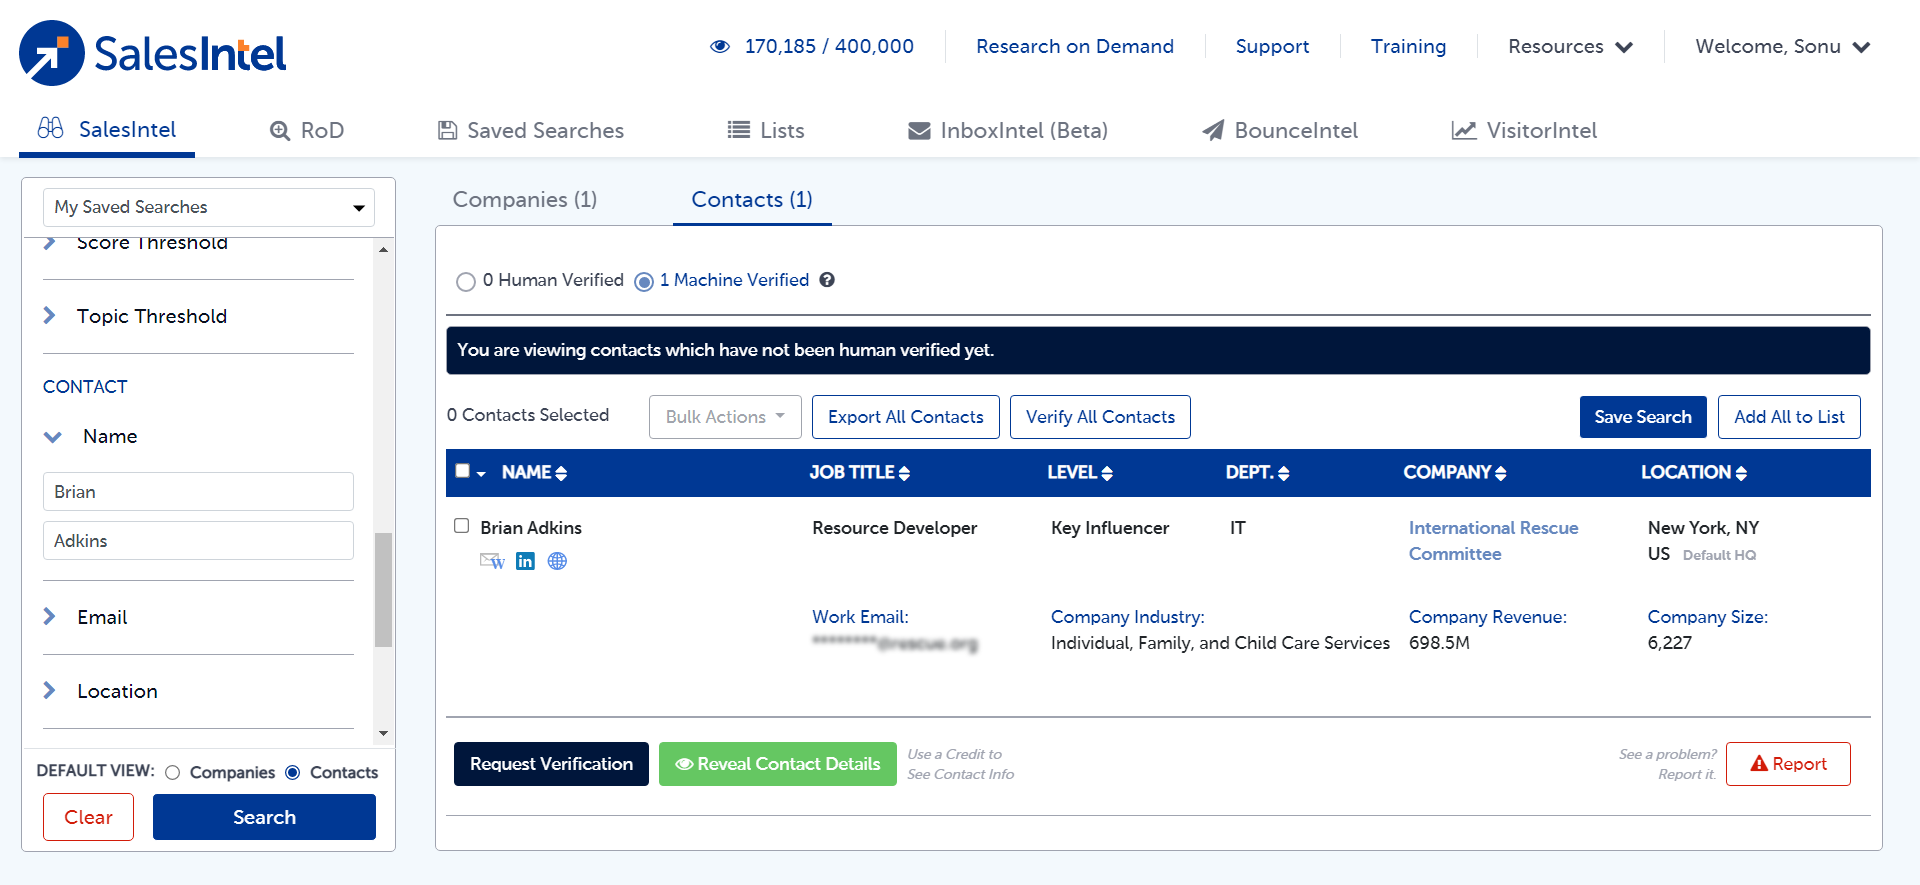 SalesIntel
170,185 / 400,000
Research on Demand
Support
Training
Resources
Welcome, Sonu
SalesIntel
RoD
Saved Searches
Lists
InboxIntel (Beta)
BounceIntel
VisitorIntel
My Saved Searches
Score Threshold
Topic Threshold
CONTACT
Name
Brian
Adkins
Email
Location
DEFAULT VIEW: Companies Contacts
Clear
Search
Companies (1)
Contacts (1)
0 Human Verified
1 Machine Verified
You are viewing contacts which have not been human verified yet.
0 Contacts Selected
Bulk Actions
Export All Contacts
Verify All Contacts
Save Search
Add All to List
NAME JOB TITLE LEVEL DEPT. COMPANY LOCATION
Brian Adkins
Resource Developer
Key Influencer
IT
International Rescue
Committee
New York, NY
US Default HQ
Work Email:
********@rescue.org
Company Industry:
Individual, Family, and Child Care Services
Company Revenue:
698.5M
Company Size:
6,227
Request Verification
Reveal Contact Details
Use a Credit to
See Contact Info
See a problem?
Report it.
Report